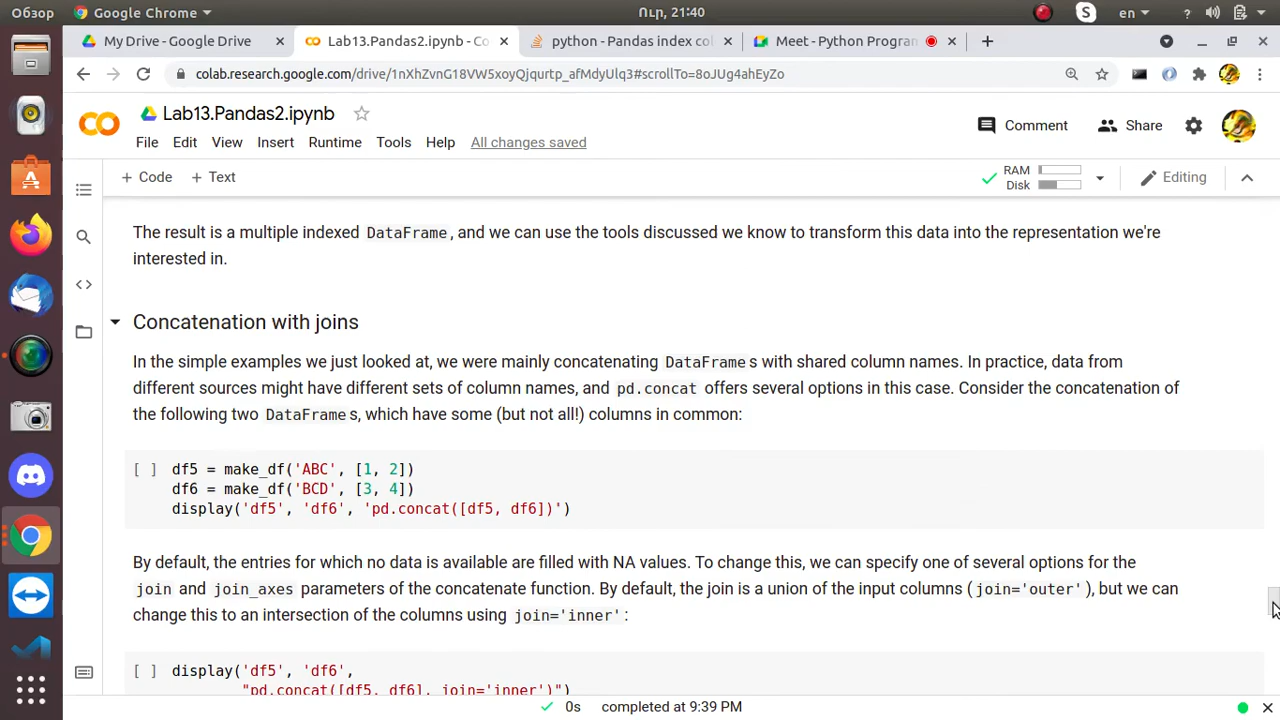 Обзор
Google Chrome
Ուր, 21:40
en
?
My Drive - Google Drive
Lab13.Pandas2.ipynb - Co
python - Pandas index col
Meet - Python Program
colab.research.google.com/drive/1nXhZvnG18VW5xoyQjqurtp_afMdyUlq3#scrollTo=8oJUg4ahEyZo
Lab13.Pandas2.ipynb
Comment
Share
File Edit View Insert Runtime Tools Help All changes saved
+ Code + Text
RAM
Disk
Editing
The result is a multiple indexed DataFrame, and we can use the tools discussed we know to transform this data into the representation we're
interested in.
Concatenation with joins
In the simple examples we just looked at, we were mainly concatenating DataFrame s with shared column names. In practice, data from
different sources might have different sets of column names, and pd.concat offers several options in this case. Consider the concatenation of
the following two DataFrame s, which have some (but not all!) columns in common:
[ ] df5 = make_df('ABC', [1, 2])
df6 = make_df('BCD', [3, 4])
display('df5', 'df6', 'pd.concat([df5, df6])')
By default, the entries for which no data is available are filled with NA values. To change this, we can specify one of several options for the
join and join_axes parameters of the concatenate function. By default, the join is a union of the input columns ( join='outer' ), but we can
change this to an intersection of the columns using join='inner' :
[ ] display('df5', 'df6',
"pd.concat([df5, df6], join='inner')")
0s completed at 9:39 PM